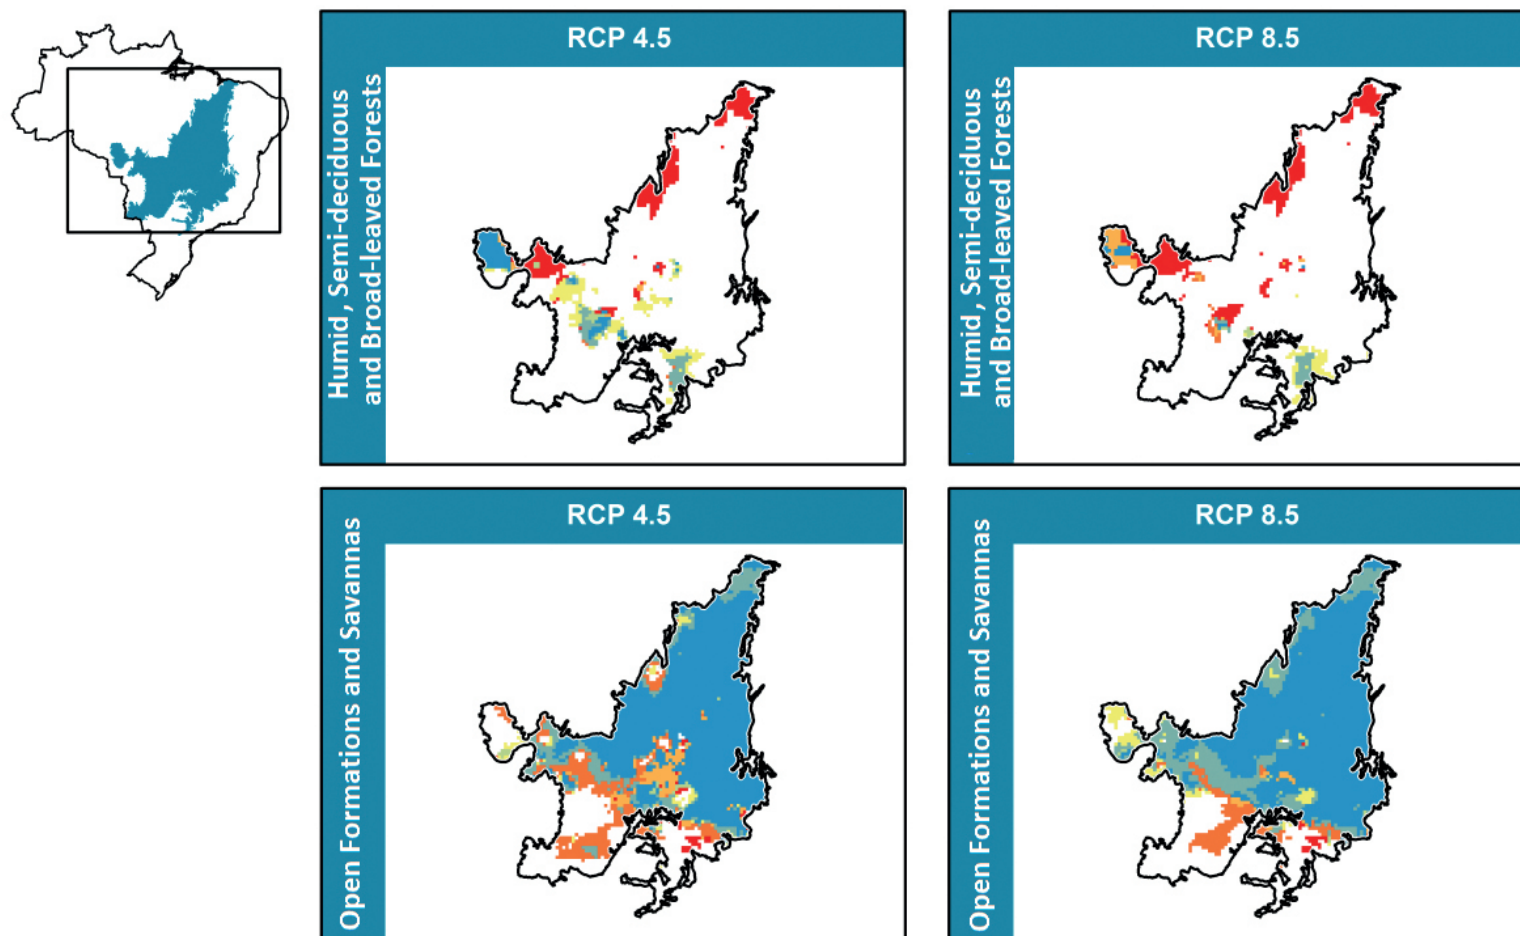 RCP 4.5
Humid , Semi-deciduous
and Broad-leaved Forests
RCP 8.5
Humid , Semi-deciduous
and Broad-leaved Forests
RCP 4.5
Open Formations and Savannas
RCP 8.5
Open Formations and Savannas